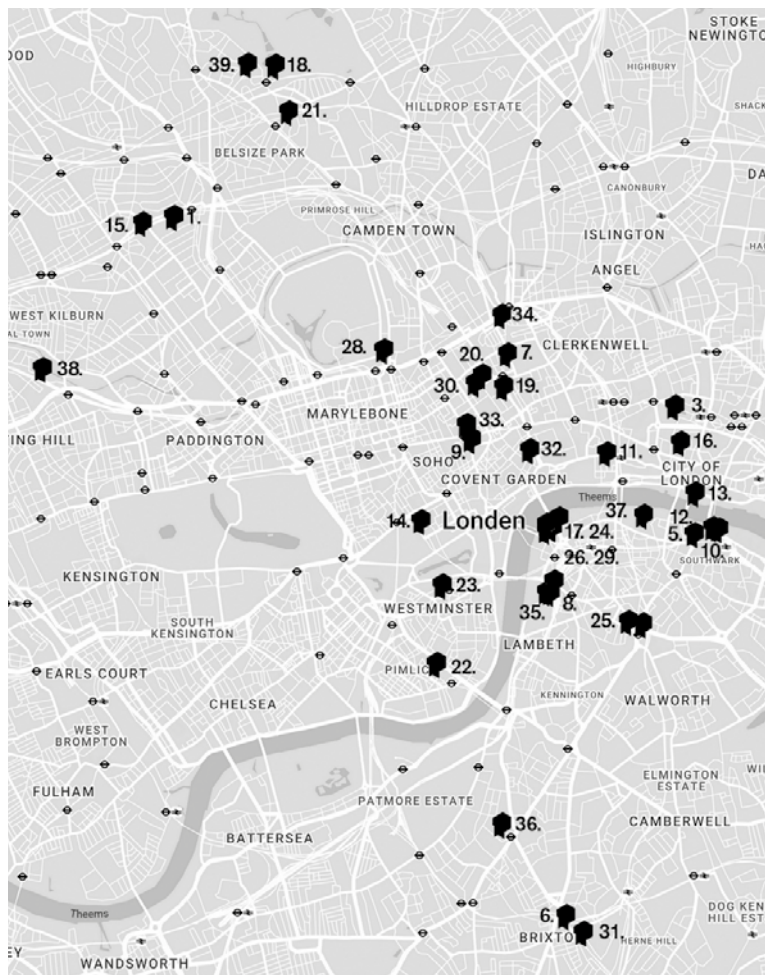 STOKE
NEWINGTON
OOD
39.
18.
HIGHBURY
21.
HILLDROP ESTATE
SHACK
BELSIZE PARK
CANONBURY
DA
15.
1.
PRIMROSE HILL
CAMDEN TOWN
ISLINGTON
ANGEL
WEST KILBURN
AL TOWN
34.
28.
20.
7.
CLERKENWELL
38.
30.
19.
MARYLEBONE
3.
33.
TING HILL
PADDINGTON
9.
SOHO
32.
11.
16.
CITY OF
LONDON
COVENT GARDEN
Theems
13.
14.
Londen
37.
12.
17. 24.
5.
10.
SOUTHWARK
26. 29.
KENSINGTON
23.
WESTMINSTER
35.
8.
25.
SOUTH
KENSINGTON
LAMBETH
EARLS COURT
PIMLIC
22.
CHELSEA
KENNINGTON
WALWORTH
WEST
BROMPTON
FULHAM
PATMORE ESTATE
ELMINGTON
ESTATE
BATTERSEA
36.
CAMBERWELL
Theems
6.
31.
BRIXTO
HERNE HILL
DOG KEN
HILL EST
EY
WANDSWORTH